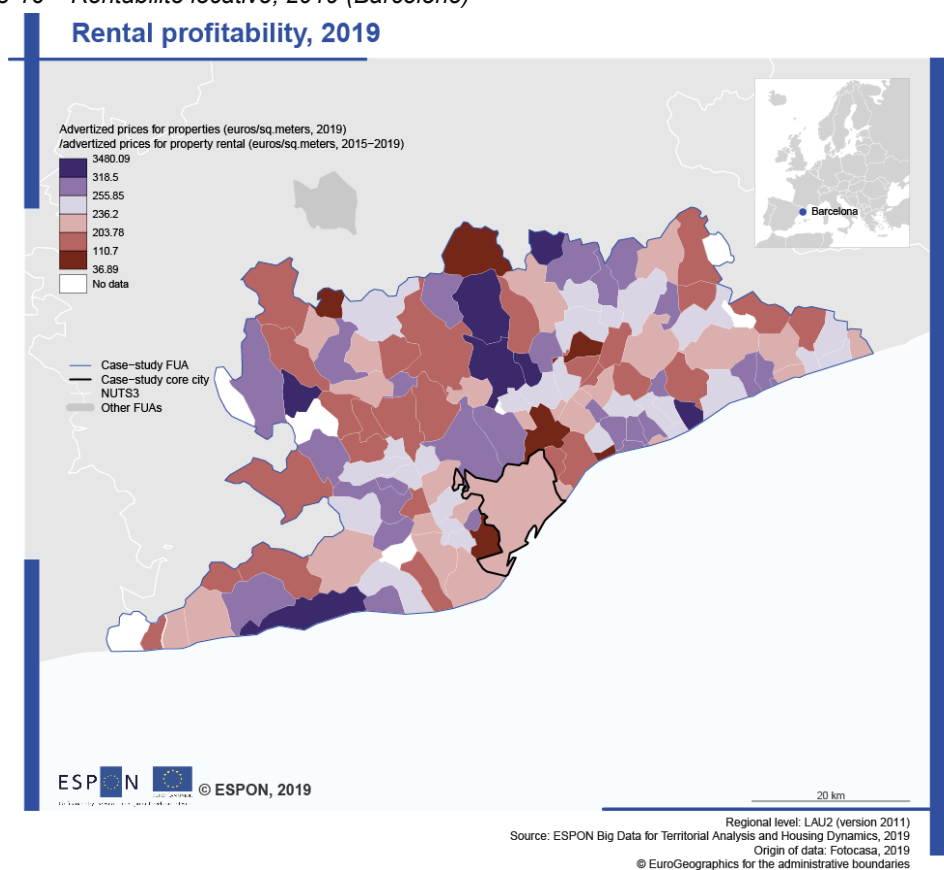 Rentabilité locative, 2019 (Barcelone)
Rental profitability, 2019
Advertized prices for properties (euros/sq.meters, 2019)
/advertized prices for property rental (euros/sq.meters, 2015−2019)
3480.09
318.5
255.85
236.2
203.78
110.7
36.89
No data
Barcelona
Case−study FUA
Case−study core city
NUTS3
Other FUAs
ESPON
© ESPON, 2019
20 km
Regional level: LAU2 (version 2011)
Source: ESPON Big Data for Territorial Analysis and Housing Dynamics, 2019
Origin of data: Fotocasa, 2019
© EuroGeographics for the administrative boundaries